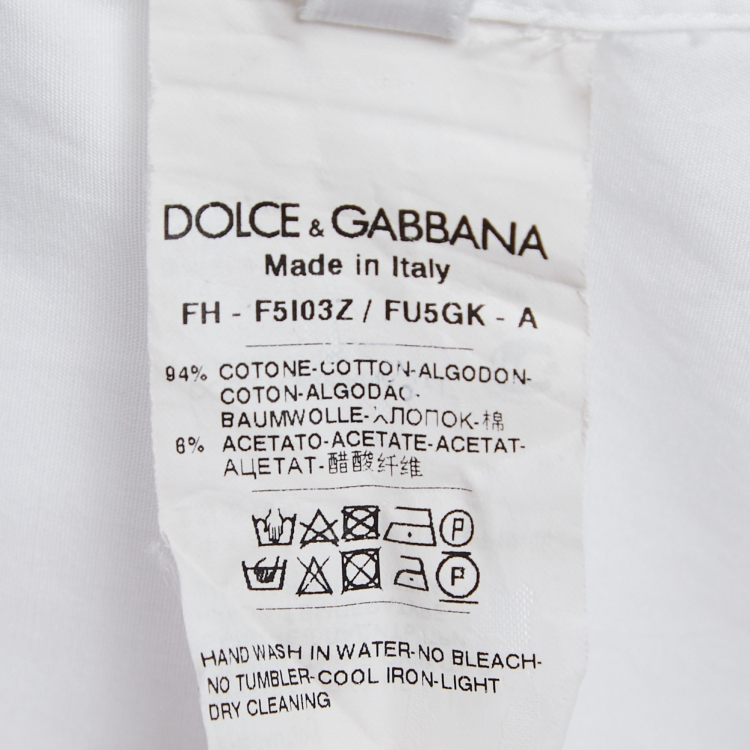 DOLCE & GABBANA
Made in Italy
FH - F5I03Z / FU5GK - A
94% COTONE-COTTON-ALGODON-
COTON-ALGODÃO-
BAUMWOLLE-ХЛОПОК-棉
6% ACETATO-ACETATE-ACETAT-
АЦЕТАТ-醋酸纤维
P
P
HAND WASH IN WATER-NO BLEACH-
NO TUMBLER-COOL IRON-LIGHT
DRY CLEANING